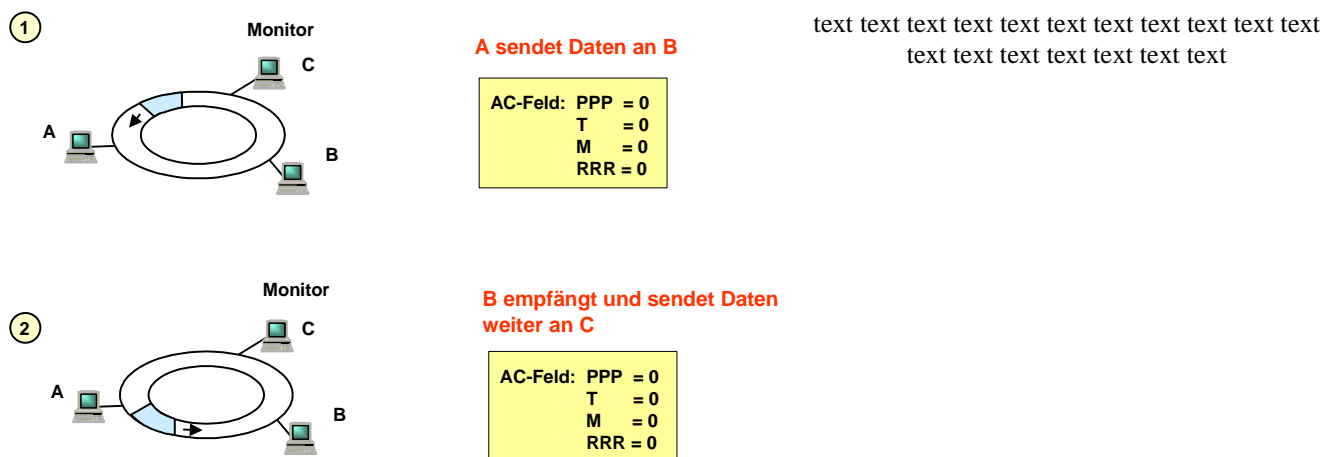 1
Monitor
C
A
B
A sendet Daten an B
AC-Feld: PPP = 0
T = 0
M = 0
RRR = 0
text text text text text text text text text text text
text text text text text text text
2
Monitor
C
A
B
B empfängt und sendet Daten
weiter an C
AC-Feld: PPP = 0
T = 0
M = 0
RRR = 0